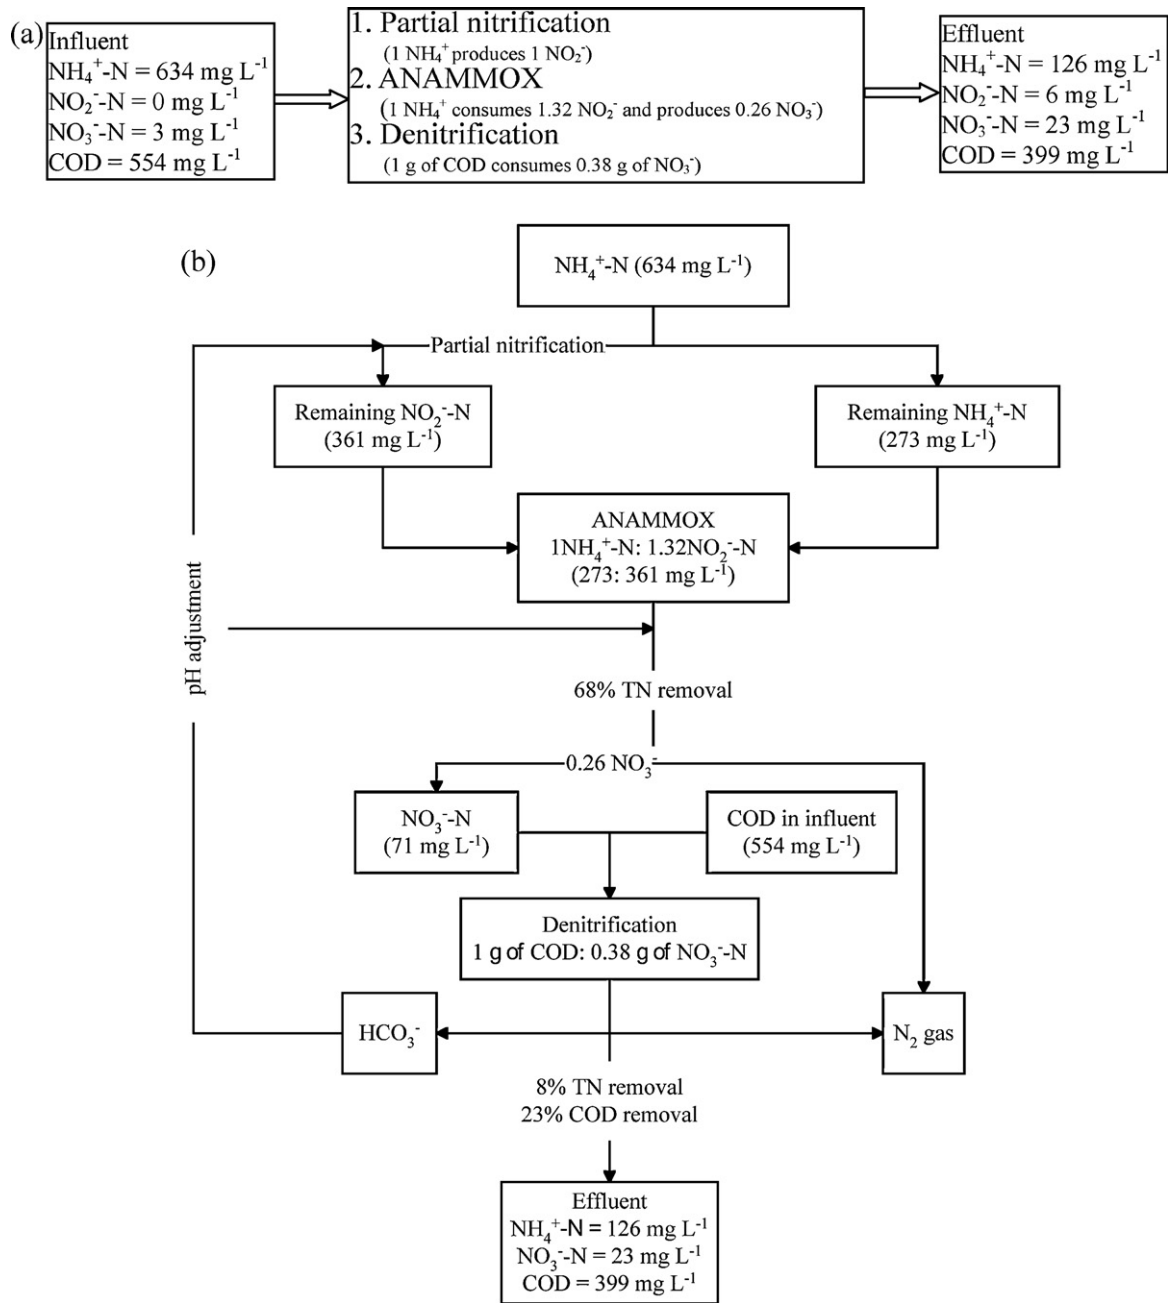 (a)
Influent
NH₄⁺-N = 634 mg L⁻¹
NO₂⁻-N = 0 mg L⁻¹
NO₃⁻-N = 3 mg L⁻¹
COD = 554 mg L⁻¹
1. Partial nitrification
(1 NH₄⁺ produces 1 NO₂⁻)
2. ANAMMOX
(1 NH₄⁺ consumes 1.32 NO₂⁻ and produces 0.26 NO₃⁻)
3. Denitrification
(1 g of COD consumes 0.38 g of NO₃⁻)
Effluent
NH₄⁺-N = 126 mg L⁻¹
NO₂⁻-N = 6 mg L⁻¹
NO₃⁻-N = 23 mg L⁻¹
COD = 399 mg L⁻¹
(b)
NH₄⁺-N (634 mg L⁻¹)
Partial nitrification
Remaining NO₂⁻-N
(361 mg L⁻¹)
Remaining NH₄⁺-N
(273 mg L⁻¹)
ANAMMOX
1NH₄⁺-N: 1.32NO₂⁻-N
(273: 361 mg L⁻¹)
pH adjustment
68% TN removal
0.26 NO₃⁻
NO₃⁻-N
(71 mg L⁻¹)
COD in influent
(554 mg L⁻¹)
Denitrification
1 g of COD: 0.38 g of NO₃⁻-N
HCO₃⁻
N₂ gas
8% TN removal
23% COD removal
Effluent
NH₄⁺-N = 126 mg L⁻¹
NO₃⁻-N = 23 mg L⁻¹
COD = 399 mg L⁻¹